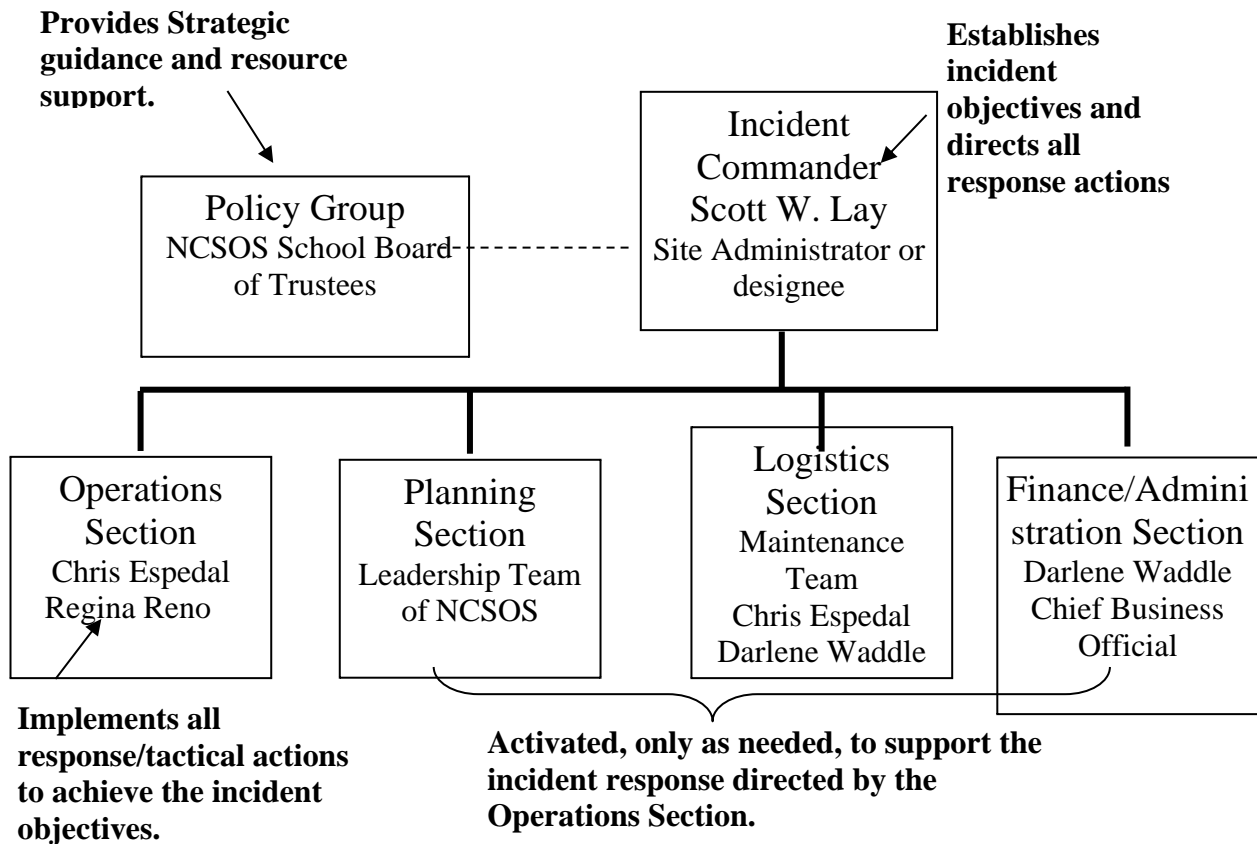 Provides Strategic
guidance and resource
support.
Establishes
incident
objectives and
directs all
response actions
Incident
Commander
Scott W. Lay
Site Administrator or
designee
Policy Group
NCSOS School Board
of Trustees
Operations
Section
Chris Espedal
Regina Reno
Planning
Section
Leadership Team
of NCSOS
Logistics
Section
Maintenance
Team
Chris Espedal
Darlene Waddle
Finance/Admini
stration Section
Darlene Waddle
Chief Business
Official
Implements all
response/tactical actions
to achieve the incident
objectives.
Activated, only as needed, to support the
incident response directed by the
Operations Section.